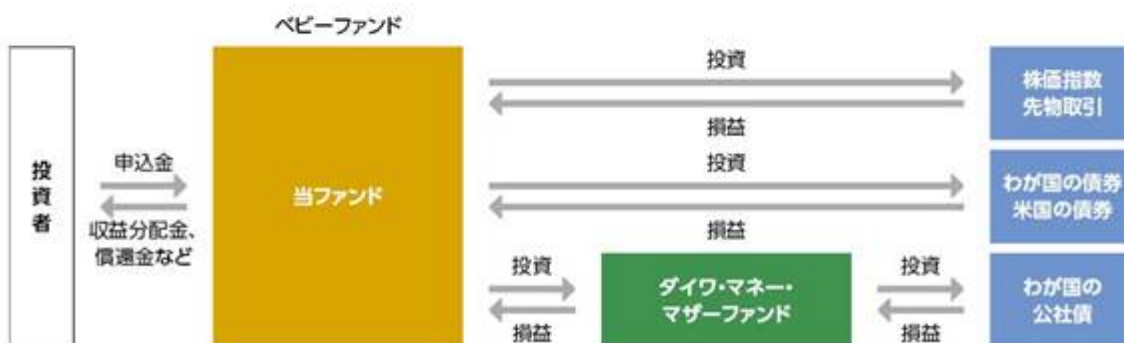 ベビーファンド
投資者
申込金
収益分配金、
償還金など
当ファンド
投資
損益
株価指数
先物取引
投資
損益
わが国の債券
米国の債券
投資
損益
ダイワ・マネー・
マザーファンド
投資
損益
わが国の
公社債